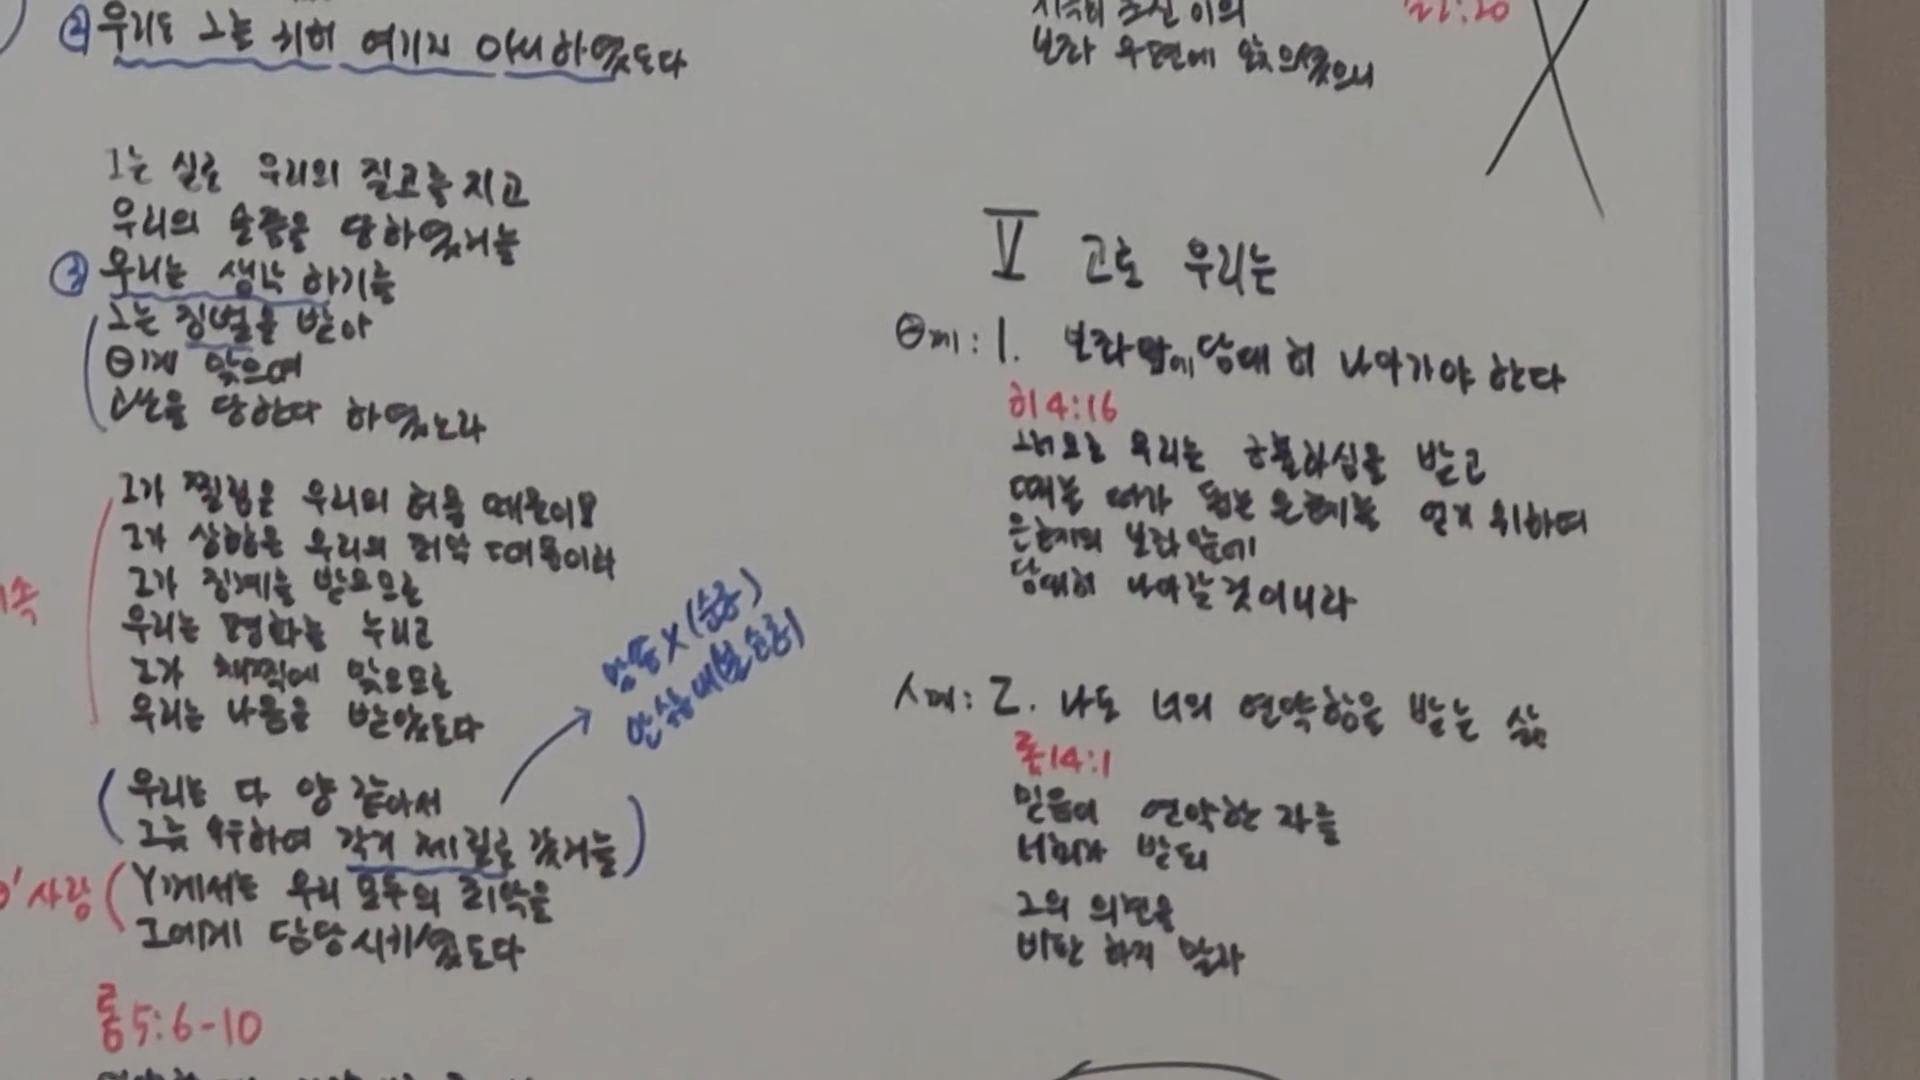 ② 우리도 그를 귀히 여기지 아니하였도다
그는 실로 우리의 질고를 지고
우리의 슬픔을 당하였거늘
③ 우리는 생각하기를
그는 징벌을 받아
Θ께 맞으며
고난을 당한다 하였노라
그가 찔림은 우리의 허물 때문이요
그가 상함은 우리의 죄악 때문이라
그가 징계를 받으므로
우리는 평화를 누리고
그가 채찍에 맞으므로
우리는 나음을 받았도다
속
(우리는 다 양 같아서
그릇 행하여 각기 제 길로 갔거늘)
사랑 (Y께서는 우리 모두의 죄악을
그에게 담당시키셨도다
롬5:6-10
보좌 우편에 앉으셨으니
Ⅴ 고로 우리는
Θ께: 1. 보좌앞에 담대히 나아가야 한다
히4:16
그러므로 우리는 긍휼하심을 받고
때를 따라 돕는 은혜를 얻기 위하여
은혜의 보좌 앞에
담대히 나아갈 것이니라
2. 나도 너의 연약함을 받는 삶
롬14:1
믿음이 연약한 자를
너희가 받되
그의 의견을
비판하지 말라